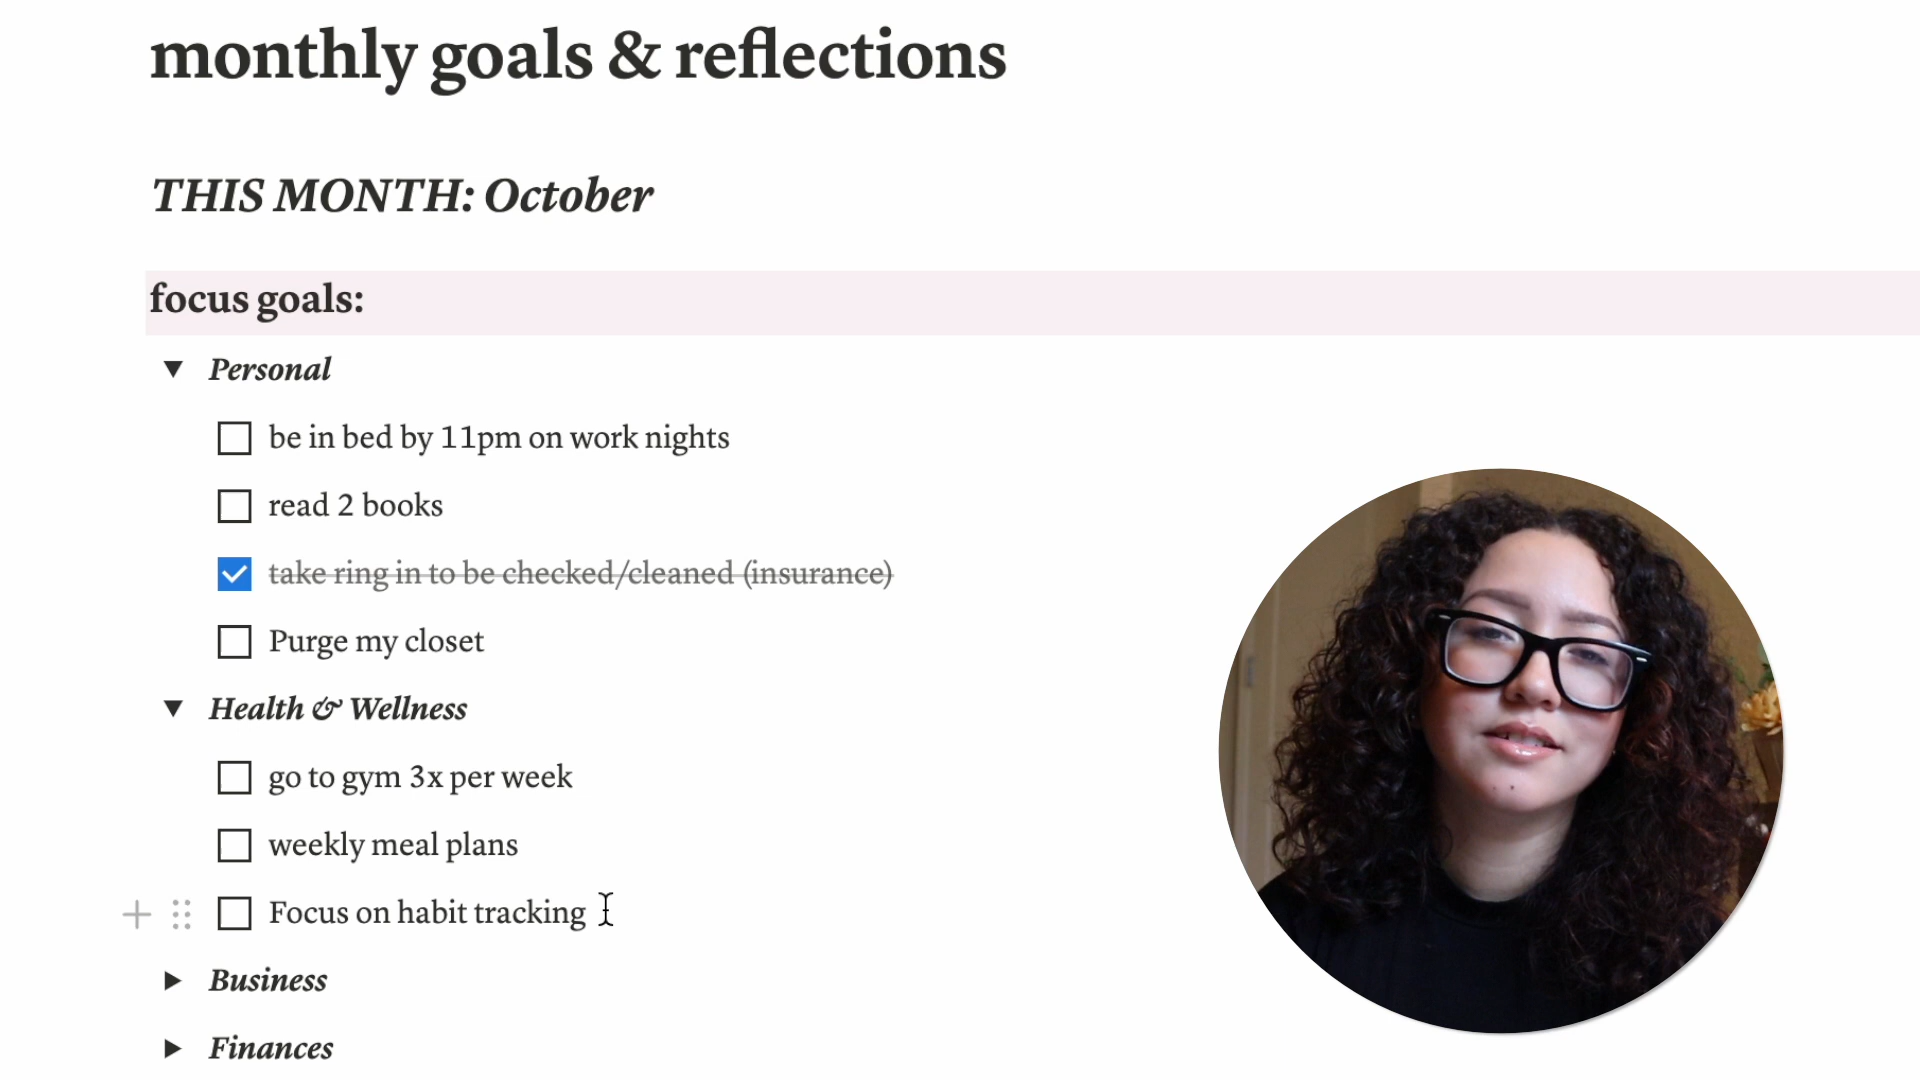 monthly goals & reflections
THIS MONTH: October
focus goals:
Personal
be in bed by 11pm on work nights
read 2 books
take ring in to be checked/cleaned (insurance)
Purge my closet
Health & Wellness
go to gym 3x per week
weekly meal plans
Focus on habit tracking
Business
Finances